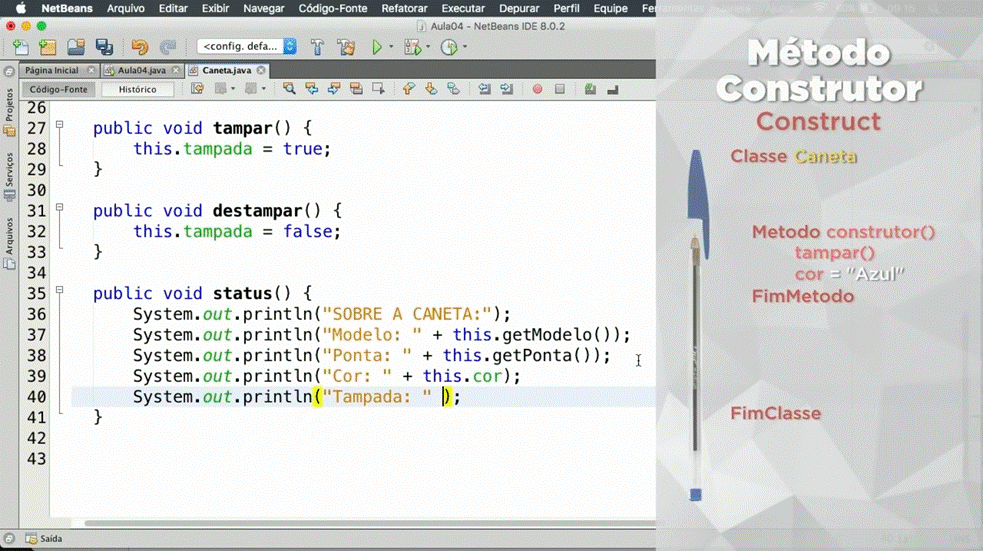 NetBeans Arquivo Editar Exibir Navegar Código-Fonte Refatorar Executar Depurar Perfil Equipe
Aula04 - NetBeans IDE 8.0.2
<config. defa...
Página Inicial Aula04.java Caneta.java
Código-Fonte Histórico
Projetos
Serviços
Arquivos
26
27 public void tampar() {
28 this.tampada = true;
29 }
30
31 public void destampar() {
32 this.tampada = false;
33 }
34
35 public void status() {
36 System.out.println("SOBRE A CANETA:");
37 System.out.println("Modelo: " + this.getModelo());
38 System.out.println("Ponta: " + this.getPonta());
39 System.out.println("Cor: " + this.cor);
40 System.out.println("Tampada: " );
41 }
42
43
Saída
Método
Construtor
Construct
Classe Caneta
Metodo construtor()
tampar()
cor = "Azul"
FimMetodo
FimClasse